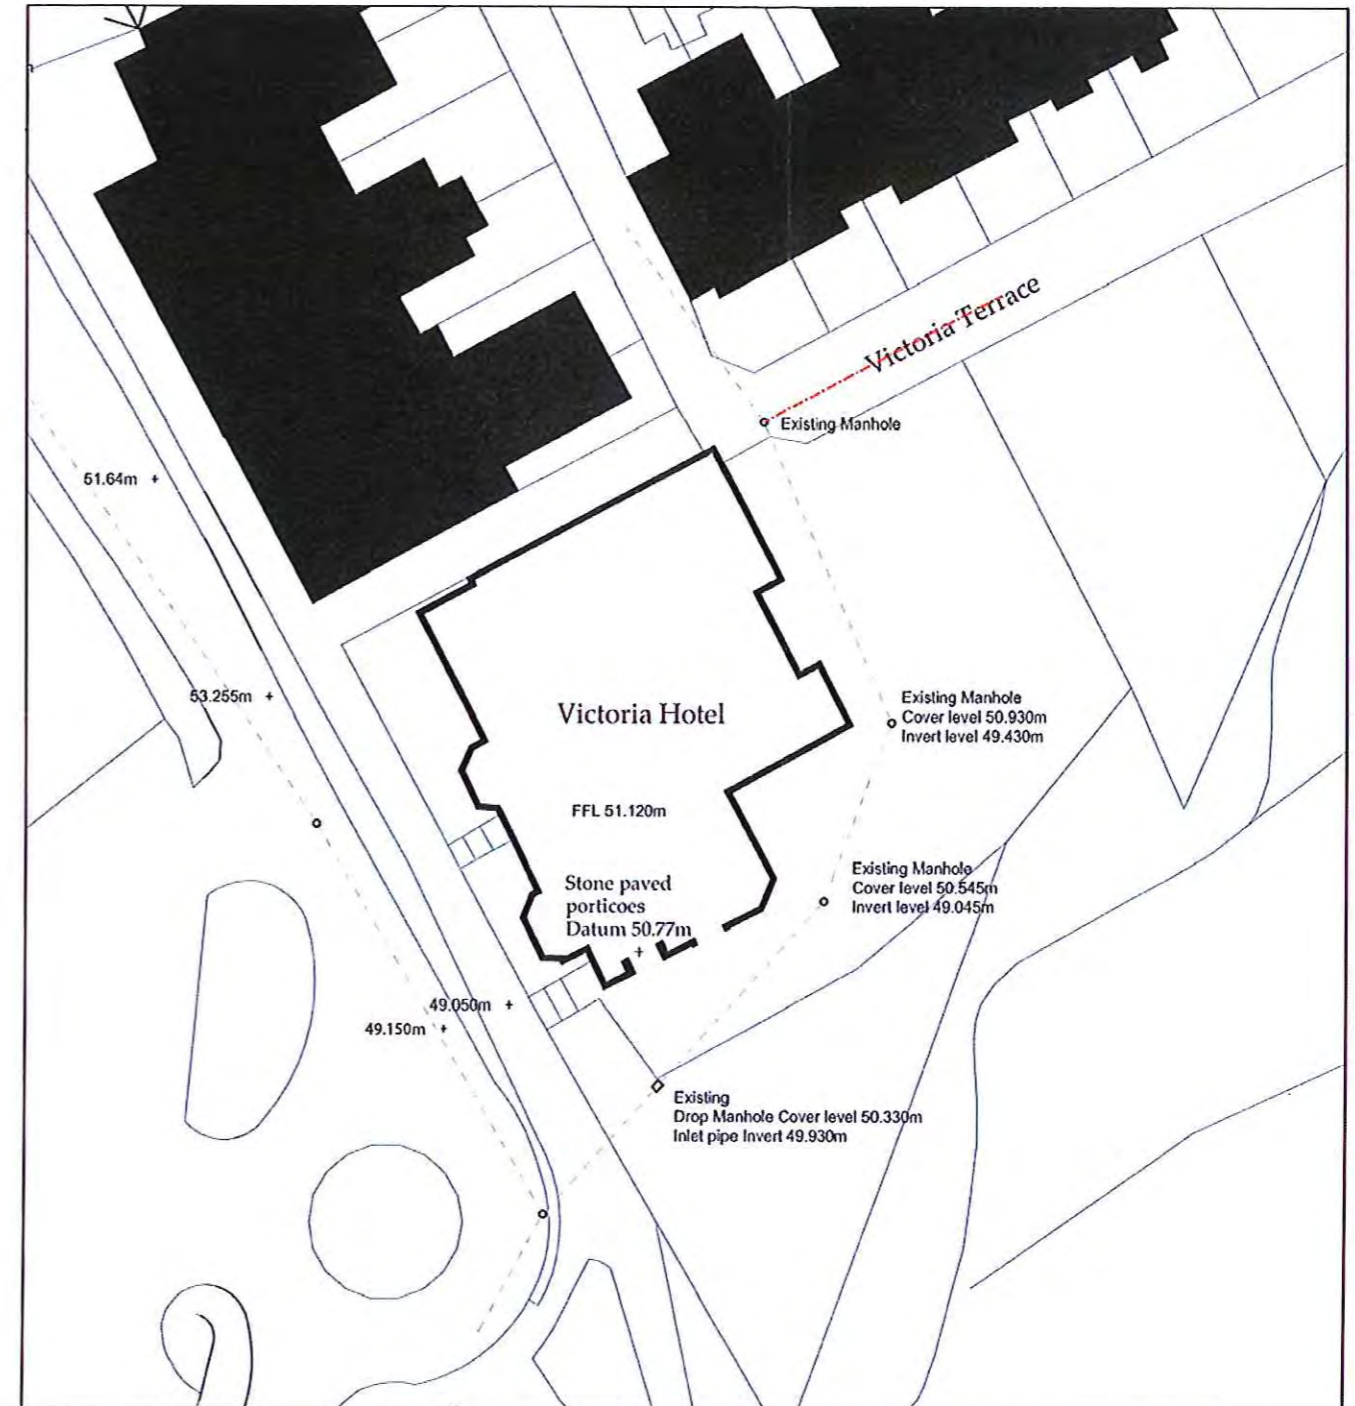 Victoria Terrace
Existing Manhole
51.64m
53.255m
Existing Manhole
Cover level 50.930m
Invert level 49.430m
Victoria Hotel
FFL 51.120m
Existing Manhole
Cover level 50.545m
Invert level 49.045m
Stone paved
porticoes
Datum 50.77m
49.050m
49.150m
Existing
Drop Manhole Cover level 50.330m
Inlet pipe Invert 49.930m